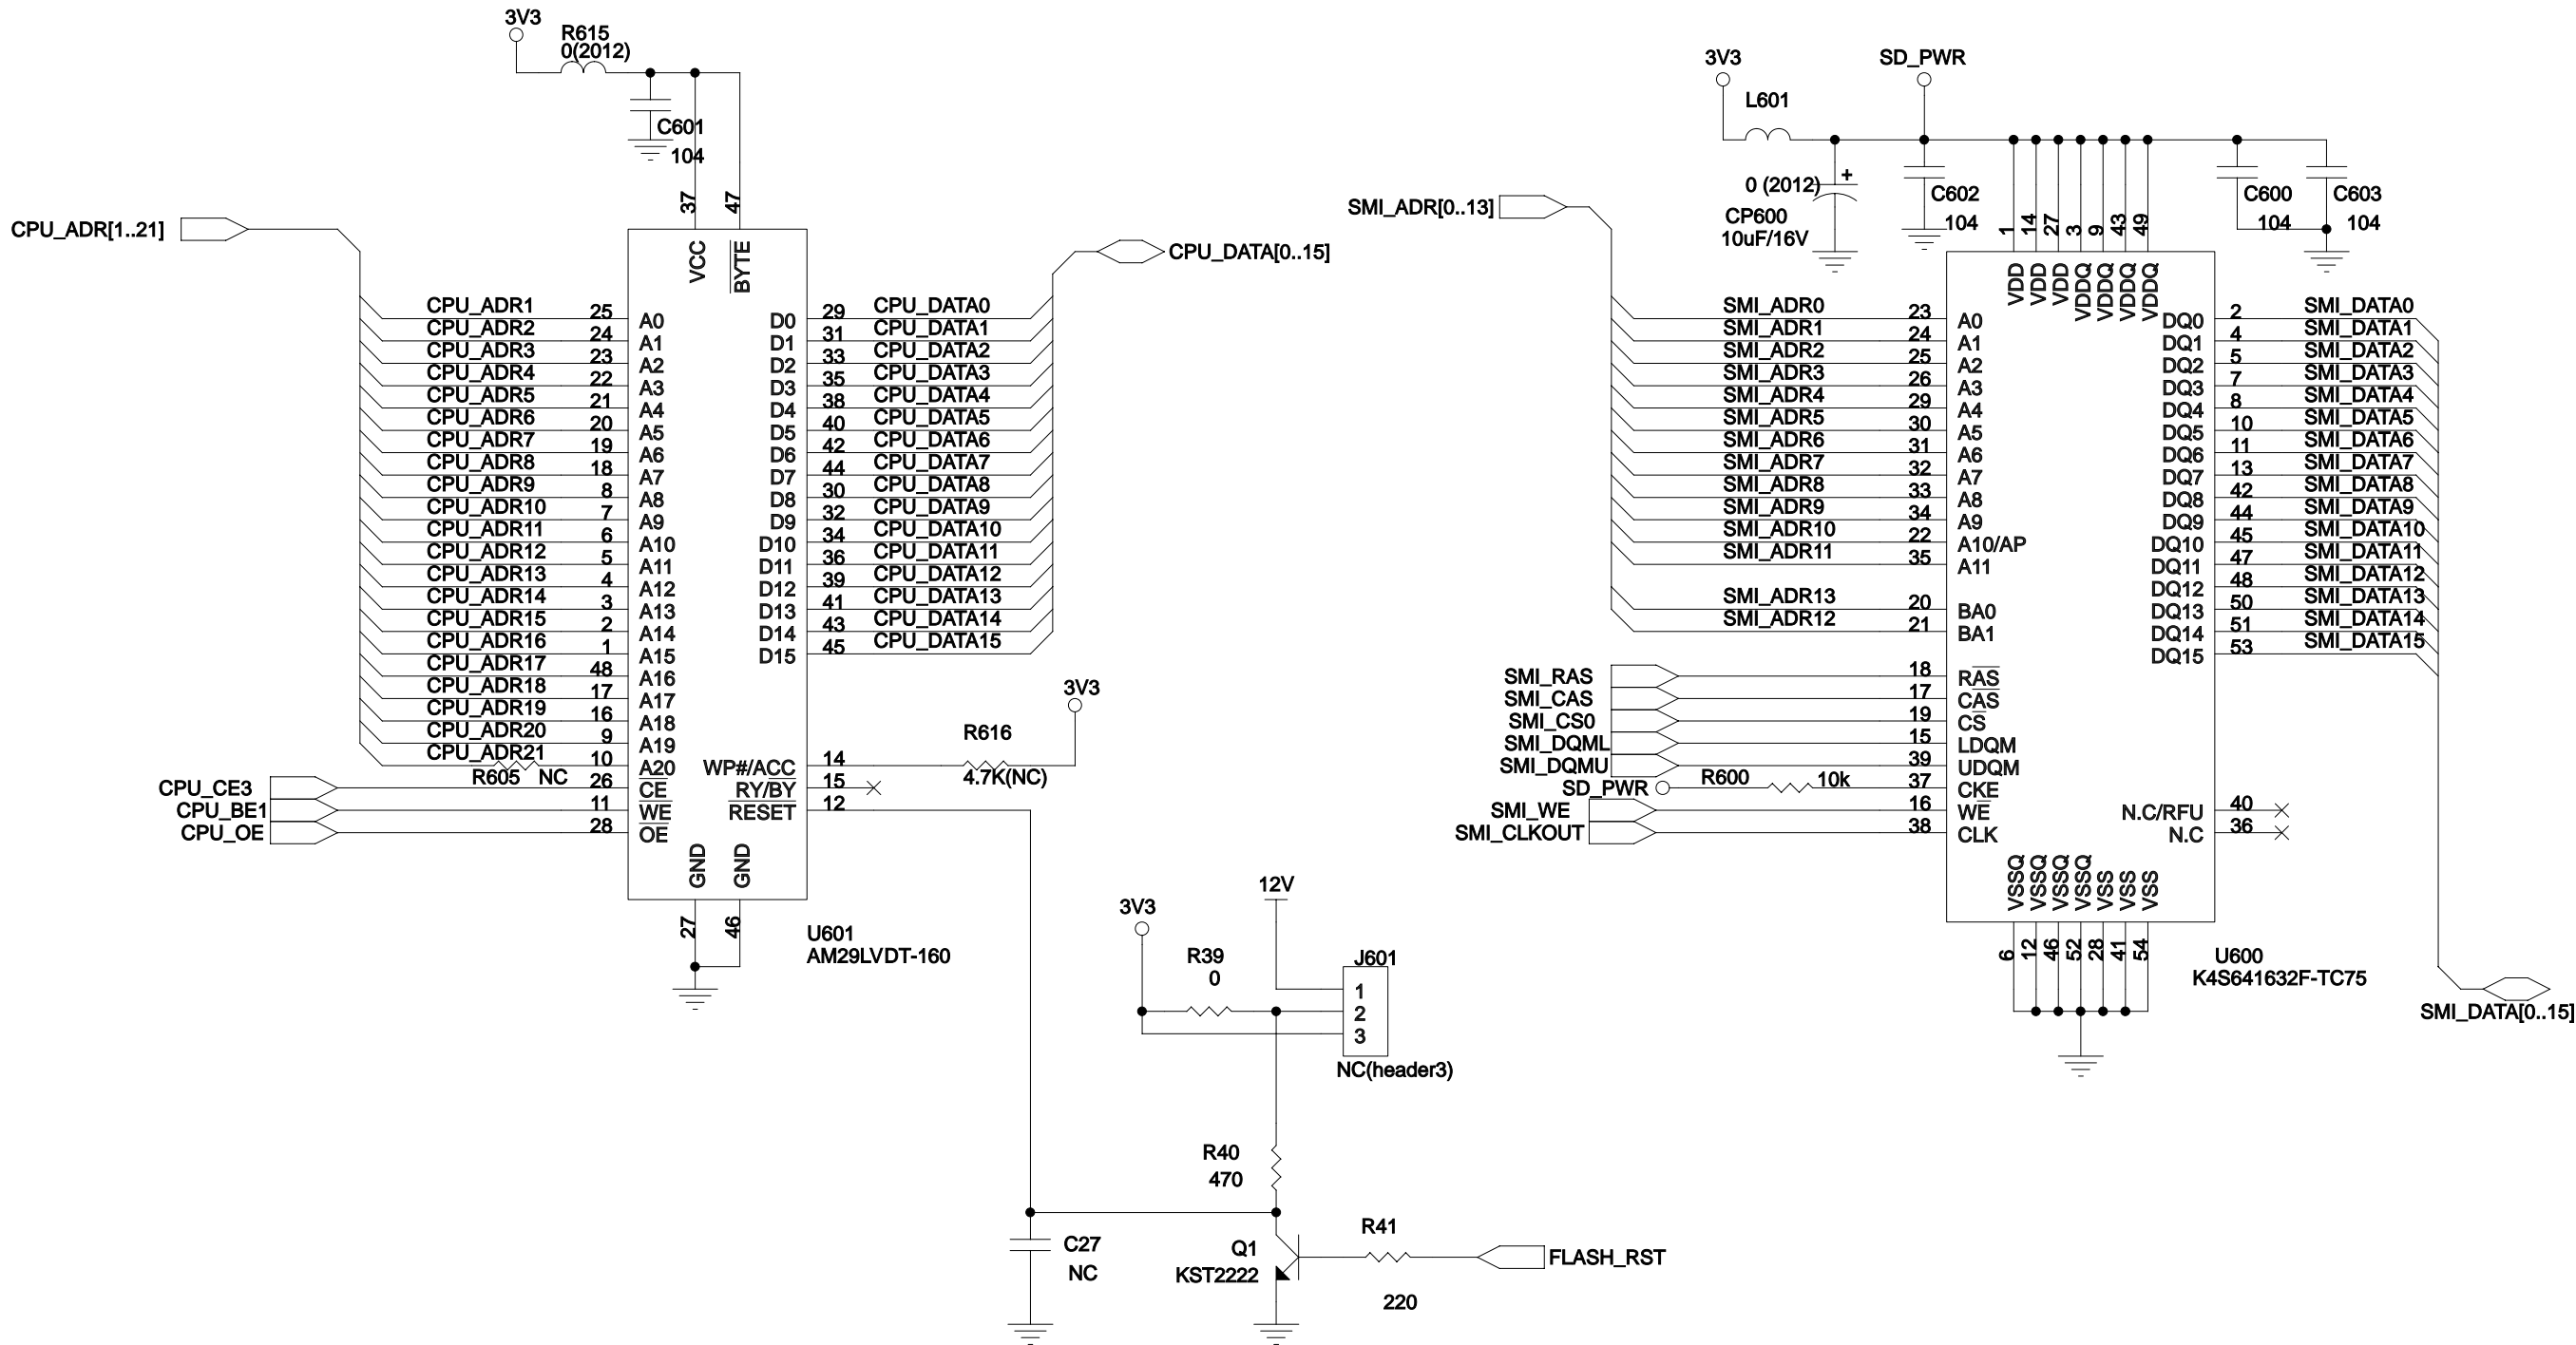 3V3
R615
0(2012)
C601
104
37
47
CPU_ADR[1..21]
VCC
BYTE
CPU_DATA[0..15]
CPU_ADR1 25 A0 D0 29 CPU_DATA0
CPU_ADR2 24 A1 D1 31 CPU_DATA1
CPU_ADR3 23 A2 D2 33 CPU_DATA2
CPU_ADR4 22 A3 D3 35 CPU_DATA3
CPU_ADR5 21 A4 D4 38 CPU_DATA4
CPU_ADR6 20 A5 D5 40 CPU_DATA5
CPU_ADR7 19 A6 D6 42 CPU_DATA6
CPU_ADR8 18 A7 D7 44 CPU_DATA7
CPU_ADR9 8 A8 D8 30 CPU_DATA8
CPU_ADR10 7 A9 D9 32 CPU_DATA9
CPU_ADR11 6 A10 D10 34 CPU_DATA10
CPU_ADR12 5 A11 D11 36 CPU_DATA11
CPU_ADR13 4 A12 D12 39 CPU_DATA12
CPU_ADR14 3 A13 D13 41 CPU_DATA13
CPU_ADR15 2 A14 D14 43 CPU_DATA14
CPU_ADR16 1 A15 D15 45 CPU_DATA15
CPU_ADR17 48 A16
CPU_ADR18 17 A17
CPU_ADR19 16 A18
CPU_ADR20 9 A19
CPU_ADR21 10 A20 WP#/ACC 14
R605 NC
R616
4.7K(NC)
3V3
CPU_CE3 26 CE RY/BY 15
CPU_BE1 11 WE RESET 12
CPU_OE 28 OE
GND GND
27 46
U601
AM29LVDT-160
3V3
12V
R39
0
J601
1
2
3
NC(header3)
R40
470
C27
NC
Q1
KST2222
R41
220
FLASH_RST
3V3
L601
SD_PWR
0 (2012)
CP600
+
10uF/16V
C602
104
C600
104
C603
104
1 14 27 3 9 43 49
VDD VDD VDD VDDQ VDDQ VDDQ VDDQ
SMI_ADR[0..13]
SMI_ADR0 23 A0 DQ0 2 SMI_DATA0
SMI_ADR1 24 A1 DQ1 4 SMI_DATA1
SMI_ADR2 25 A2 DQ2 5 SMI_DATA2
SMI_ADR3 26 A3 DQ3 7 SMI_DATA3
SMI_ADR4 29 A4 DQ4 8 SMI_DATA4
SMI_ADR5 30 A5 DQ5 10 SMI_DATA5
SMI_ADR6 31 A6 DQ6 11 SMI_DATA6
SMI_ADR7 32 A7 DQ7 13 SMI_DATA7
SMI_ADR8 33 A8 DQ8 42 SMI_DATA8
SMI_ADR9 34 A9 DQ9 44 SMI_DATA9
SMI_ADR10 22 A10/AP DQ10 45 SMI_DATA10
SMI_ADR11 35 A11 DQ11 47 SMI_DATA11
DQ12 48 SMI_DATA12
SMI_ADR13 20 BA0 DQ13 50 SMI_DATA13
SMI_ADR12 21 BA1 DQ14 51 SMI_DATA14
DQ15 53 SMI_DATA15
SMI_RAS 18 RAS
SMI_CAS 17 CAS
SMI_CS0 19 CS
SMI_DQML 15 LDQM
SMI_DQMU 39 UDQM
SD_PWR R600 10k 37 CKE
SMI_WE 16 WE N.C/RFU 40
SMI_CLKOUT 38 CLK N.C 36
VSSQ VSSQ VSSQ VSSQ VSS VSS VSS
6 12 46 52 28 41 54
U600
K4S641632F-TC75
SMI_DATA[0..15]